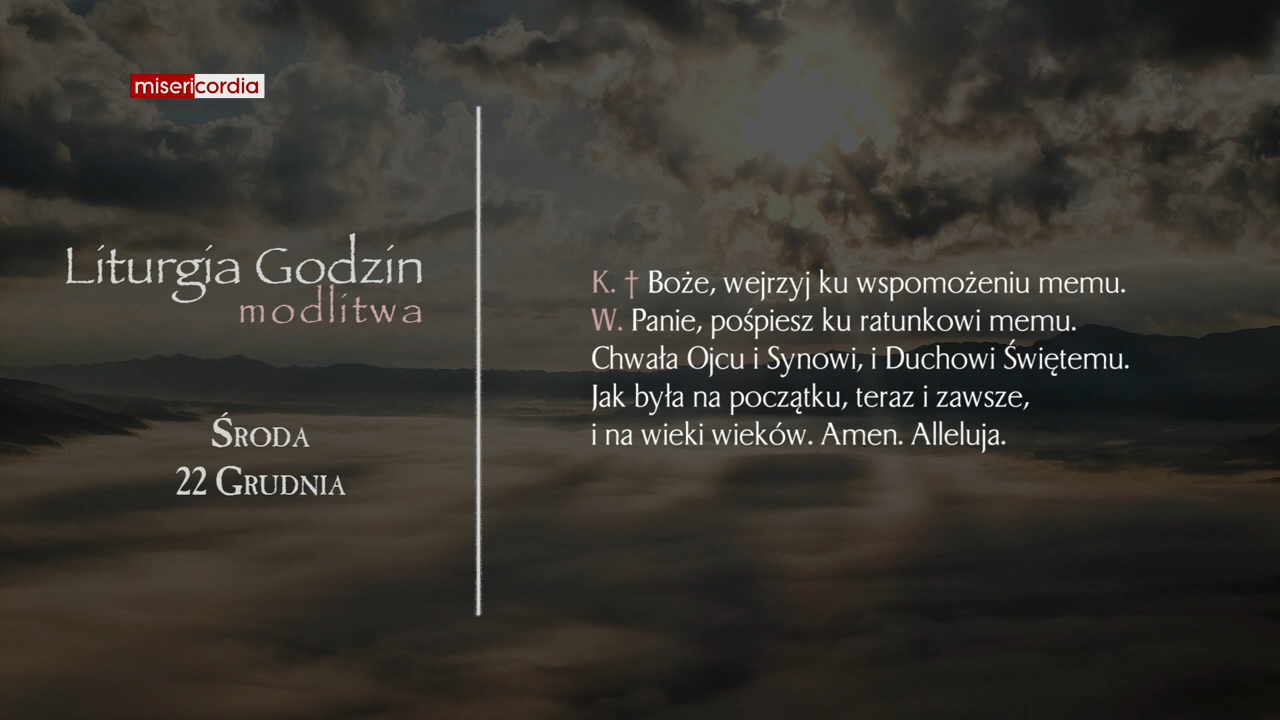 misericordia
Liturgia Godzin
modlitwa
Środa
22 Grudnia
K. † Boże, wejrzyj ku wspomożeniu memu.
W. Panie, pośpiesz ku ratunkowi memu.
Chwała Ojcu i Synowi, i Duchowi Świętemu.
Jak była na początku, teraz i zawsze,
i na wieki wieków. Amen. Alleluja.